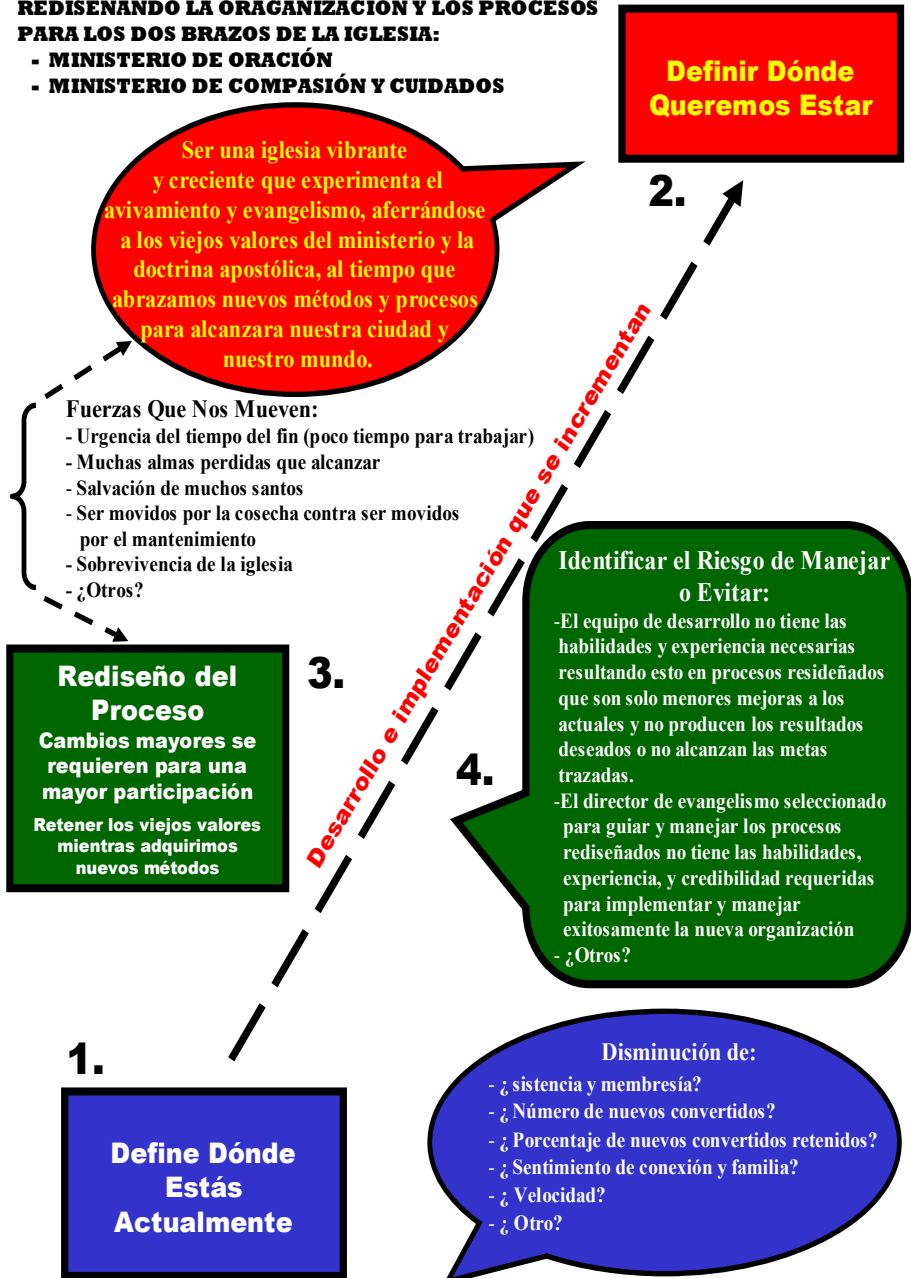 REDISEÑANDO LA ORAGANIZACIÓN Y LOS PROCESOS
PARA LOS DOS BRAZOS DE LA IGLESIA:
- MINISTERIO DE ORACIÓN
- MINISTERIO DE COMPASIÓN Y CUIDADOS
Definir Dónde
Queremos Estar
2.
Ser una iglesia vibrante
y creciente que experimenta el
avivamiento y evangelismo, aferrándose
a los viejos valores del ministerio y la
doctrina apostólica, al tiempo que
abrazamos nuevos métodos y procesos
para alcanzara nuestra ciudad y
nuestro mundo.
Fuerzas Que Nos Mueven:
- Urgencia del tiempo del fin (poco tiempo para trabajar)
- Muchas almas perdidas que alcanzar
- Salvación de muchos santos
- Ser movidos por la cosecha contra ser movidos
por el mantenimiento
- Sobrevivencia de la iglesia
- ¿Otros?
Desarrollo e implementación que se incrementan
3.
Rediseño del
Proceso
Cambios mayores se
requieren para una
mayor participación
Retener los viejos valores
mientras adquirimos
nuevos métodos
4.
Identificar el Riesgo de Manejar
o Evitar:
-El equipo de desarrollo no tiene las
habilidades y experiencia necesarias
resultando esto en procesos resideñados
que son solo menores mejoras a los
actuales y no producen los resultados
deseados o no alcanzan las metas
trazadas.
-El director de evangelismo seleccionado
para guiar y manejar los procesos
rediseñados no tiene las habilidades,
experiencia, y credibilidad requeridas
para implementar y manejar
exitosamente la nueva organización
- ¿Otros?
1.
Define Dónde
Estás
Actualmente
Disminución de:
- ¿ sistencia y membresía?
- ¿ Número de nuevos convertidos?
- ¿ Porcentaje de nuevos convertidos retenidos?
- ¿ Sentimiento de conexión y familia?
- ¿ Velocidad?
- ¿ Otro?